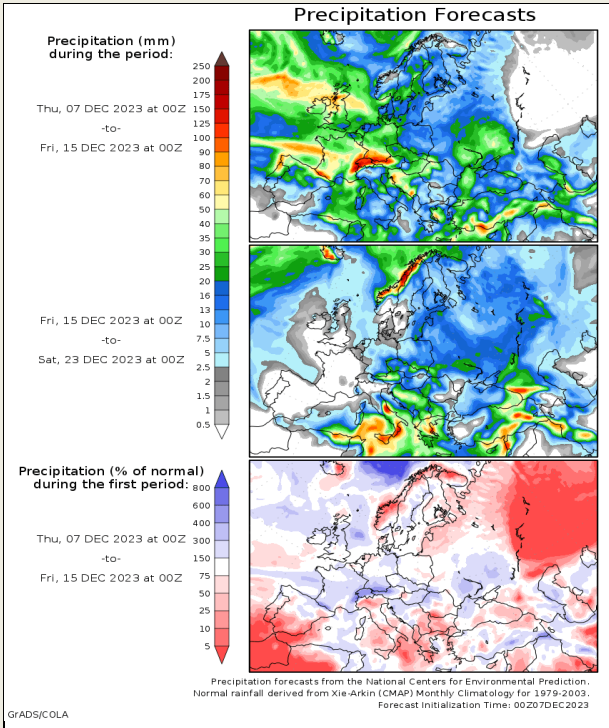 Precipitation Forecasts
Precipitation (mm)
during the period:
Thu, 07 DEC 2023 at 00Z
-to-
Fri, 15 DEC 2023 at 00Z
250
200
175
150
125
100
90
80
70
60
50
40
35
30
25
20
16
13
10
7.5
5
2.5
2
1.5
1
0.5
Fri, 15 DEC 2023 at 00Z
-to-
Sat, 23 DEC 2023 at 00Z
Precipitation (% of normal)
during the first period:
Thu, 07 DEC 2023 at 00Z
-to-
Fri, 15 DEC 2023 at 00Z
800
600
400
300
150
75
50
25
10
5
Precipitation forecasts from the National Centers for Environmental Prediction.
Normal rainfall derived from Xie-Arkin (CMAP) Monthly Climatology for 1979-2003.
Forecast Initialization Time: 00Z07DEC2023
GrADS/COLA